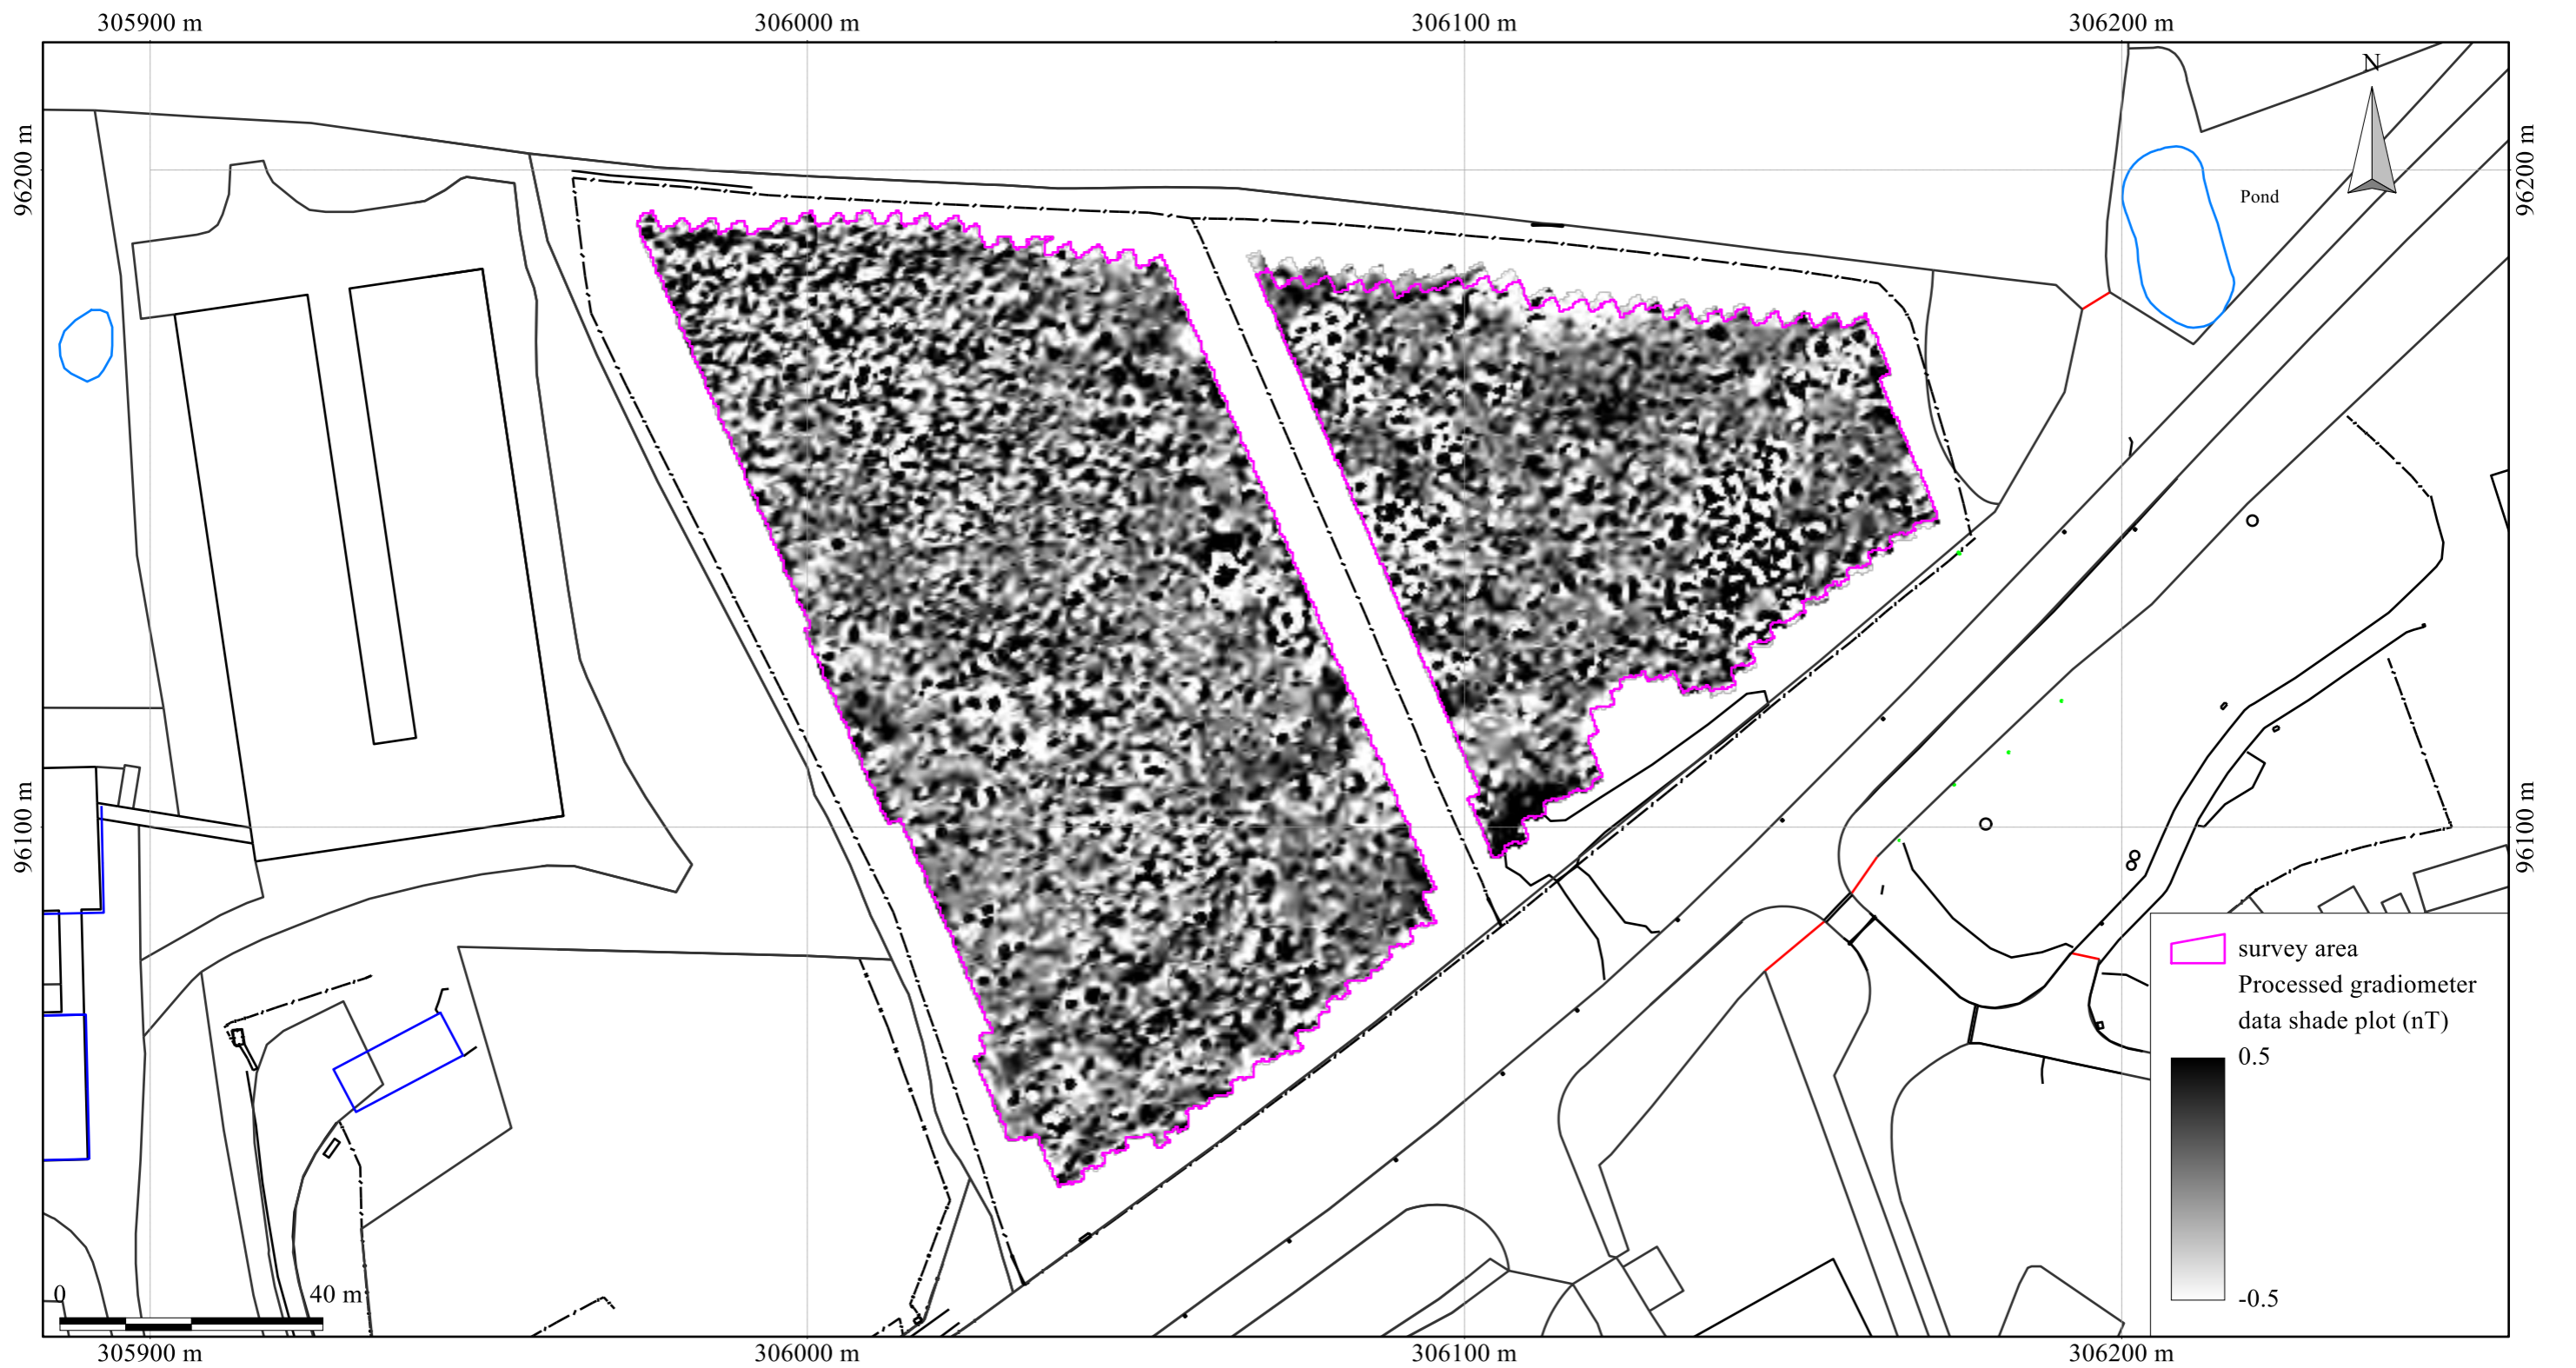 305900 m
306000 m
306100 m
306200 m
N
96200 m
96200 m
Pond
96100 m
96100 m
survey area
Processed gradiometer
data shade plot (nT)
0.5
-0.5
0
40 m
305900 m
306000 m
306100 m
306200 m